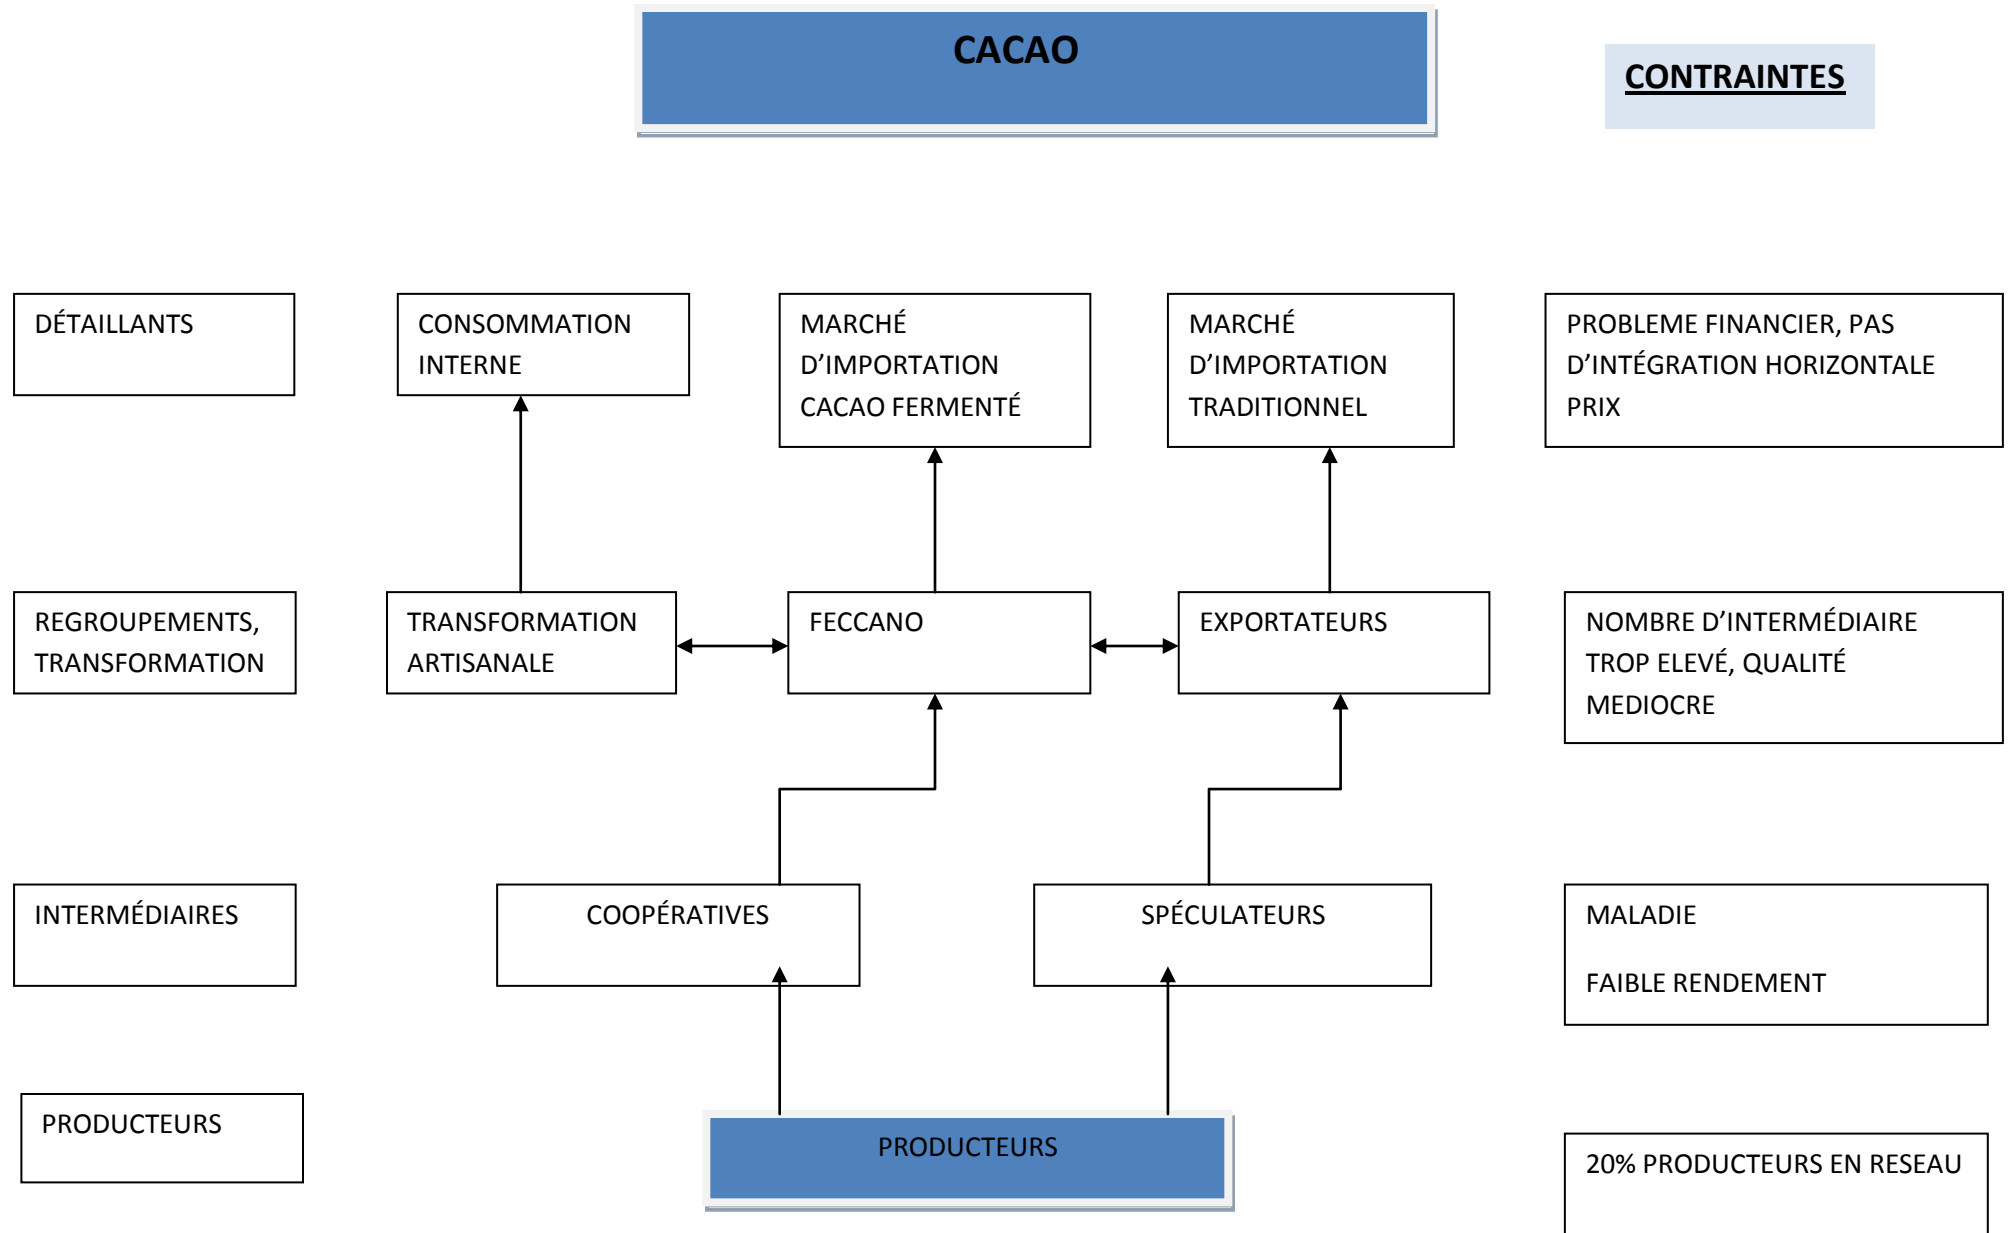 CACAO
CONTRAINTES
DÉTAILLANTS
CONSOMMATION
INTERNE
MARCHÉ
D’IMPORTATION
CACAO FERMENTÉ
MARCHÉ
D’IMPORTATION
TRADITIONNEL
PROBLEME FINANCIER, PAS
D’INTÉGRATION HORIZONTALE
PRIX
REGROUPEMENTS,
TRANSFORMATION
TRANSFORMATION
ARTISANALE
FECCANO
EXPORTATEURS
NOMBRE D’INTERMÉDIAIRE
TROP ELEVÉ, QUALITÉ
MEDIOCRE
INTERMÉDIAIRES
COOPÉRATIVES
SPÉCULATEURS
MALADIE
FAIBLE RENDEMENT
PRODUCTEURS
PRODUCTEURS
20% PRODUCTEURS EN RESEAU